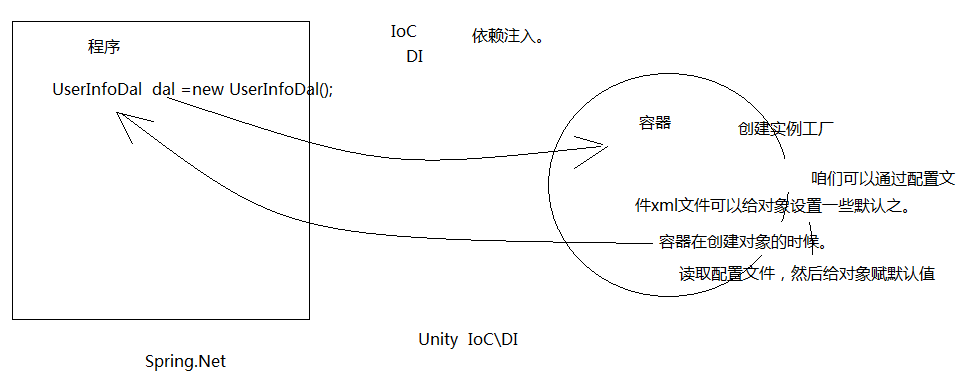 程序
IoC
DI
依赖注入。
UserInfoDal dal =new UserInfoDal();
容器
创建实例工厂
咱们可以通过配置文
件xml文件可以给对象设置一些默认之。
容器在创建对象的时候。
读取配置文件，然后给对象赋默认值
Unity IoC\DI
Spring.Net